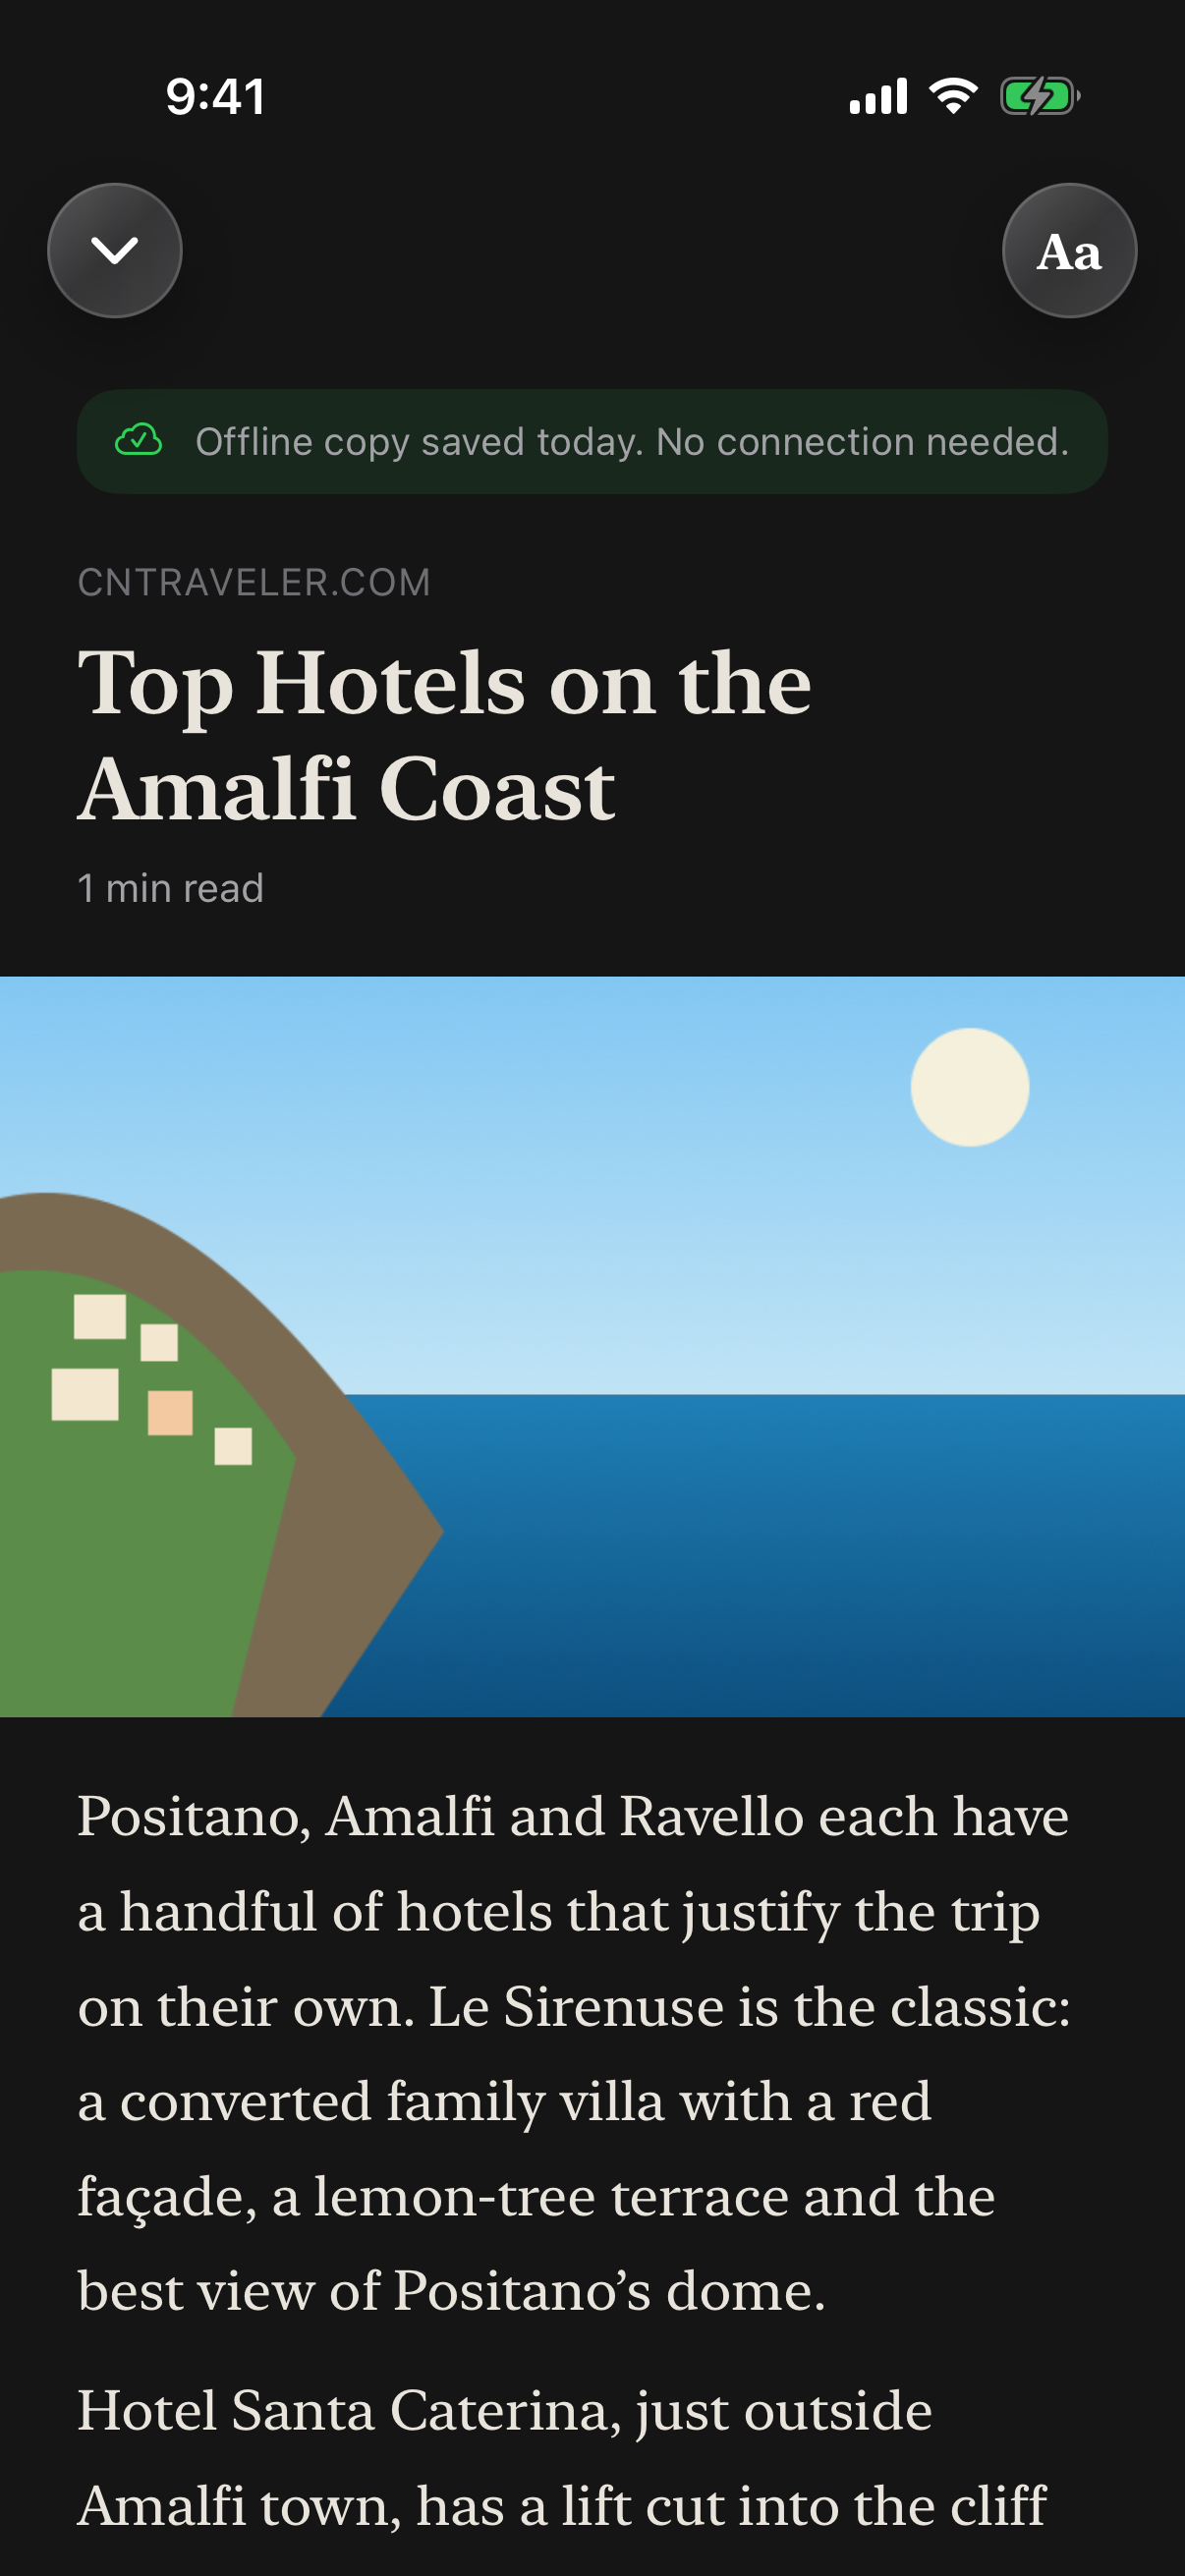 9:41
Aa
Offline copy saved today. No connection needed.
CNTRAVELER.COM
Top Hotels on the
Amalfi Coast
1 min read
Positano, Amalfi and Ravello each have
a handful of hotels that justify the trip
on their own. Le Sirenuse is the classic:
a converted family villa with a red
façade, a lemon-tree terrace and the
best view of Positano’s dome.
Hotel Santa Caterina, just outside
Amalfi town, has a lift cut into the cliff